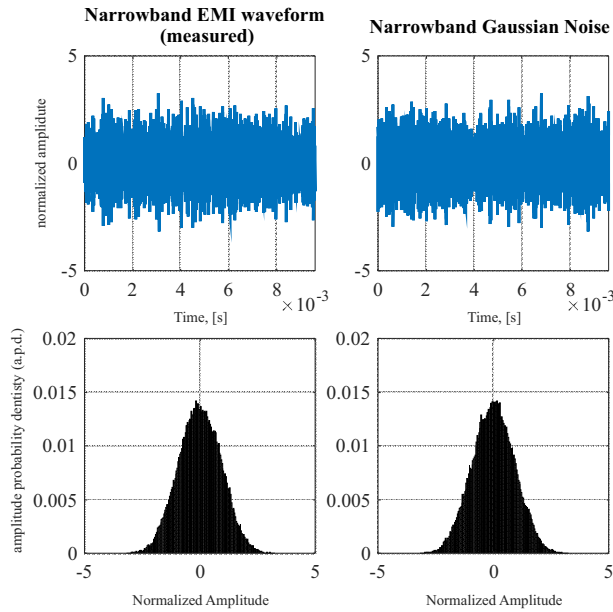 Narrowband EMI waveform
(measured)
Narrowband Gaussian Noise
normalized amplidute
5
0
-5
0 2 4 6 8
×10⁻³
Time, [s]
5
0
-5
0 2 4 6 8
×10⁻³
Time, [s]
amplitude probability dentisty (a.p.d.)
0.02
0.015
0.01
0.005
0
-5 0 5
Normalized Amplitude
0.02
0.015
0.01
0.005
0
-5 0 5
Normalized Amplitude